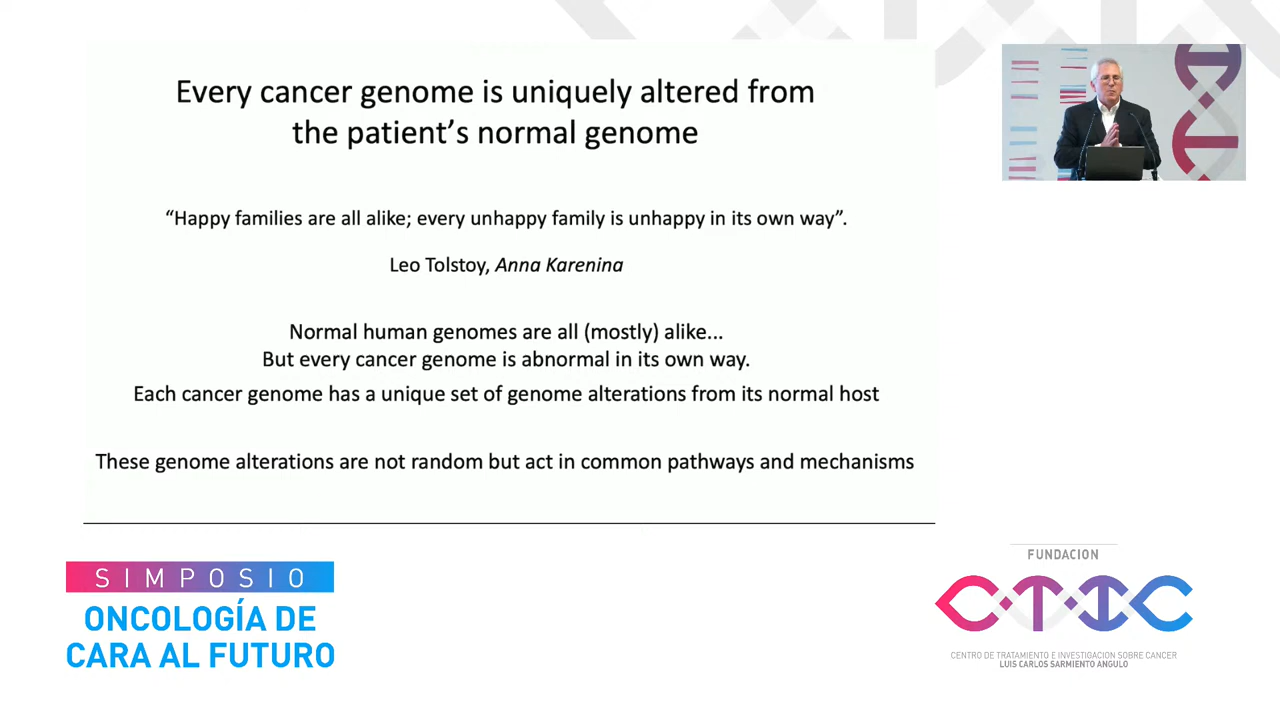 Every cancer genome is uniquely altered from
the patient’s normal genome
“Happy families are all alike; every unhappy family is unhappy in its own way”.
Leo Tolstoy, Anna Karenina
Normal human genomes are all (mostly) alike...
But every cancer genome is abnormal in its own way.
Each cancer genome has a unique set of genome alterations from its normal host
These genome alterations are not random but act in common pathways and mechanisms
SIMPOSIO
ONCOLOGÍA DE
CARA AL FUTURO
FUNDACION
CTIC
CENTRO DE TRATAMIENTO E INVESTIGACION SOBRE CANCER
LUIS CARLOS SARMIENTO ANGULO